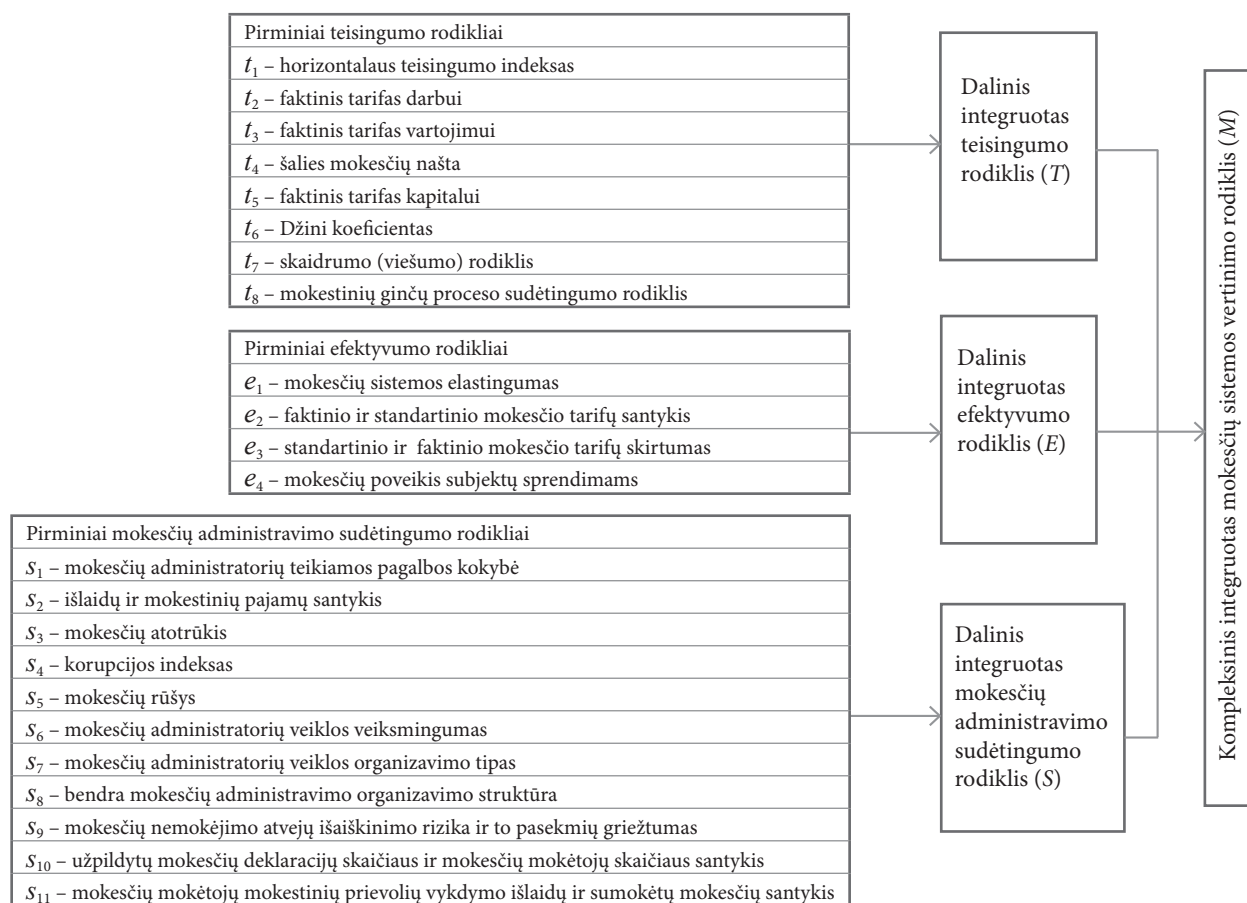 Pirminiai teisingumo rodikliai
t₁ – horizontalaus teisingumo indeksas
t₂ – faktinis tarifas darbui
t₃ – faktinis tarifas vartojimui
t₄ – šalies mokesčių našta
t₅ – faktinis tarifas kapitalui
t₆ – Džini koeficientas
t₇ – skaidrumo (viešumo) rodiklis
t₈ – mokestinių ginčų proceso sudėtingumo rodiklis
Dalinis
integruotas
teisingumo
rodiklis (T)
Pirminiai efektyvumo rodikliai
e₁ – mokesčių sistemos elastingumas
e₂ – faktinio ir standartinio mokesčio tarifų santykis
e₃ – standartinio ir faktinio mokesčio tarifų skirtumas
e₄ – mokesčių poveikis subjektų sprendimams
Dalinis
integruotas
efektyvumo
rodiklis (E)
Pirminiai mokesčių administravimo sudėtingumo rodikliai
s₁ – mokesčių administratorių teikiamos pagalbos kokybė
s₂ – išlaidų ir mokestinių pajamų santykis
s₃ – mokesčių atotrūkis
s₄ – korupcijos indeksas
s₅ – mokesčių rūšys
s₆ – mokesčių administratorių veiklos veiksmingumas
s₇ – mokesčių administratorių veiklos organizavimo tipas
s₈ – bendra mokesčių administravimo organizavimo struktūra
s₉ – mokesčių nemokėjimo atvejų išaiškinimo rizika ir to pasekmių griežtumas
s₁₀ – užpildytų mokesčių deklaracijų skaičiaus ir mokesčių mokėtojų skaičiaus santykis
s₁₁ – mokesčių mokėtojų mokestinių prievolių vykdymo išlaidų ir sumokėtų mokesčių santykis
Dalinis
integruotas
mokesčių
administravimo
sudėtingumo
rodiklis (S)
Kompleksinis integruotas mokesčių sistemos vertinimo rodiklis (M)